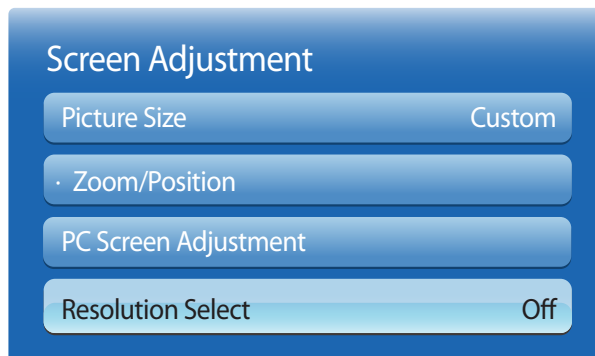 Screen Adjustment
Picture Size Custom
· Zoom/Position
PC Screen Adjustment
Resolution Select Off